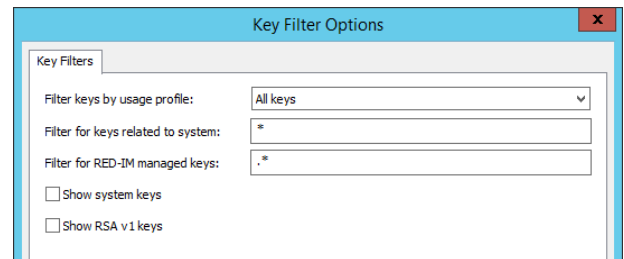 Key Filter Options
x
Key Filters
Filter keys by usage profile: All keys
Filter for keys related to system: *
Filter for RED-IM managed keys: .*
Show system keys
Show RSA v1 keys